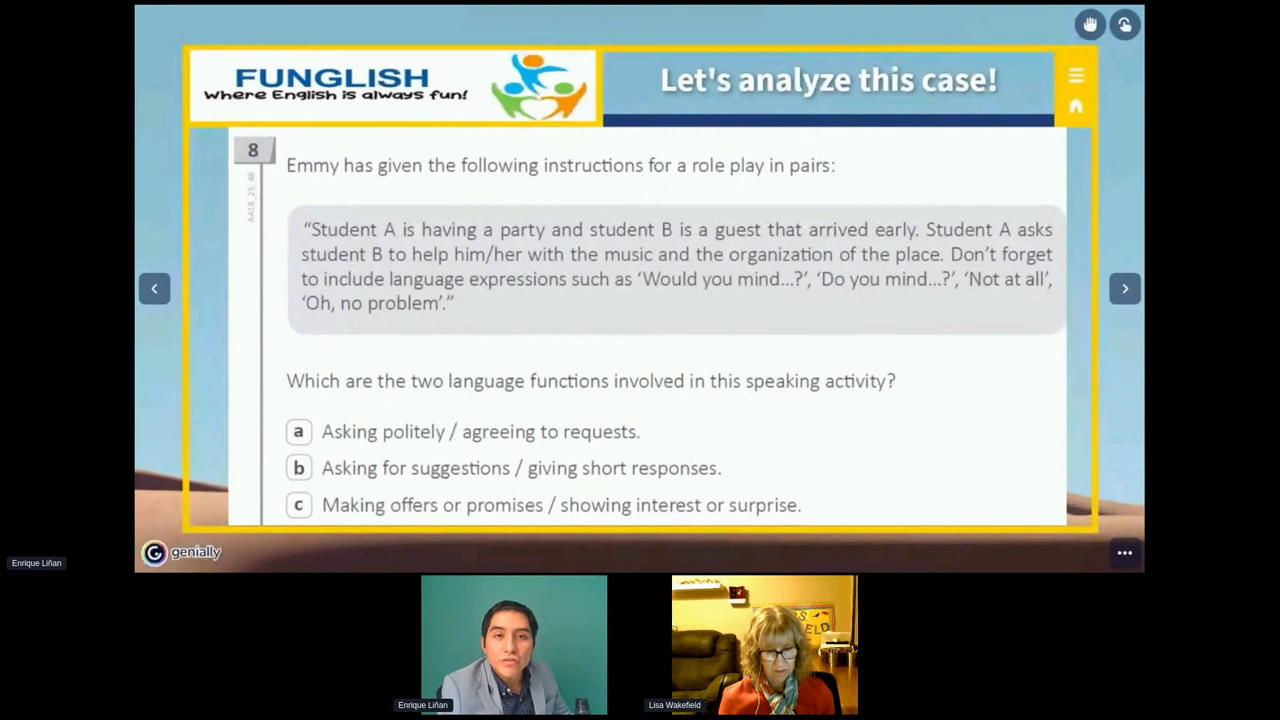 FUNGLISH
Where English is always fun!
Let's analyze this case!
8
AA18_25_48
Emmy has given the following instructions for a role play in pairs:
“Student A is having a party and student B is a guest that arrived early. Student A asks
student B to help him/her with the music and the organization of the place. Don’t forget
to include language expressions such as ‘Would you mind...?’, ‘Do you mind...?’, ‘Not at all’,
‘Oh, no problem’.”
Which are the two language functions involved in this speaking activity?
a Asking politely / agreeing to requests.
b Asking for suggestions / giving short responses.
c Making offers or promises / showing interest or surprise.
genially
Enrique Liñan
Enrique Liñan
Lisa Wakefield